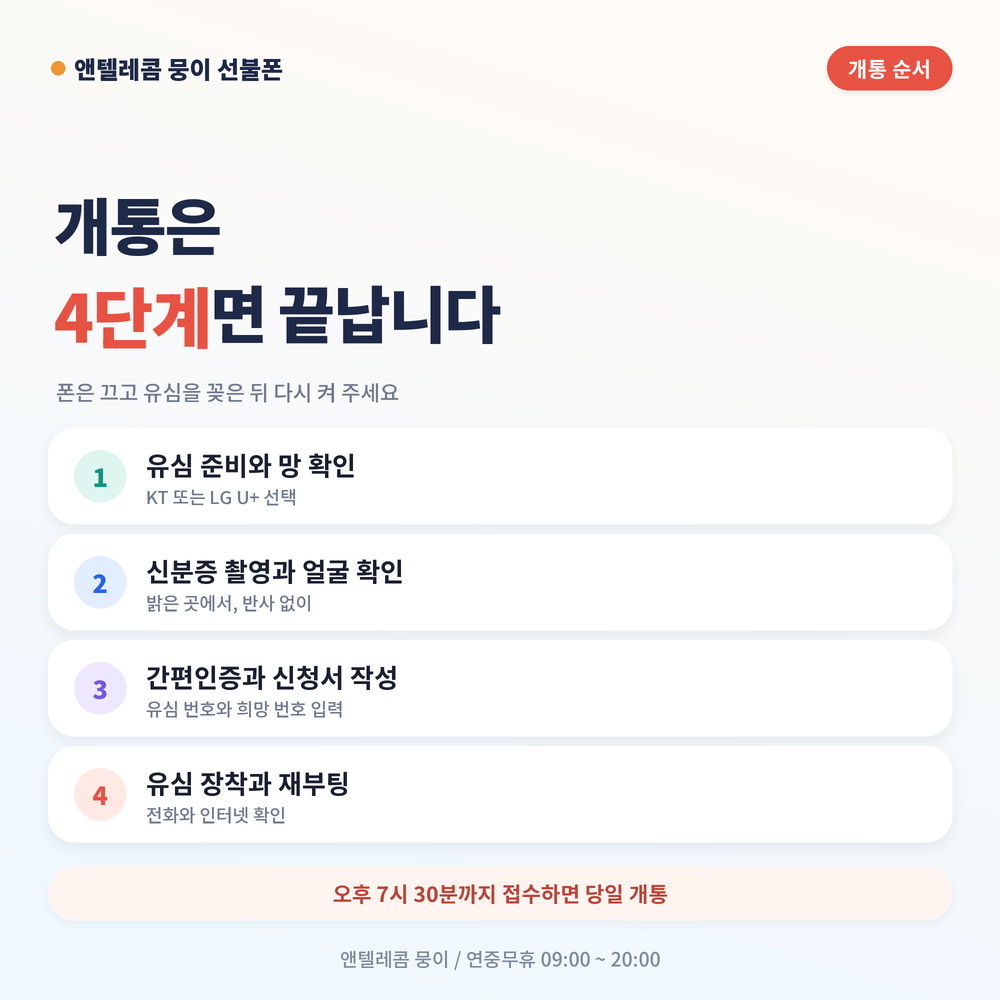 앤텔레콤 뭉이 선불폰
개통 순서
개통은
4단계면 끝납니다
폰은 끄고 유심을 꽂은 뒤 다시 켜 주세요
1
유심 준비와 망 확인
KT 또는 LG U+ 선택
2
신분증 촬영과 얼굴 확인
밝은 곳에서, 반사 없이
3
간편인증과 신청서 작성
유심 번호와 희망 번호 입력
4
유심 장착과 재부팅
전화와 인터넷 확인
오후 7시 30분까지 접수하면 당일 개통
앤텔레콤 뭉이 / 연중무휴 09:00 ~ 20:00